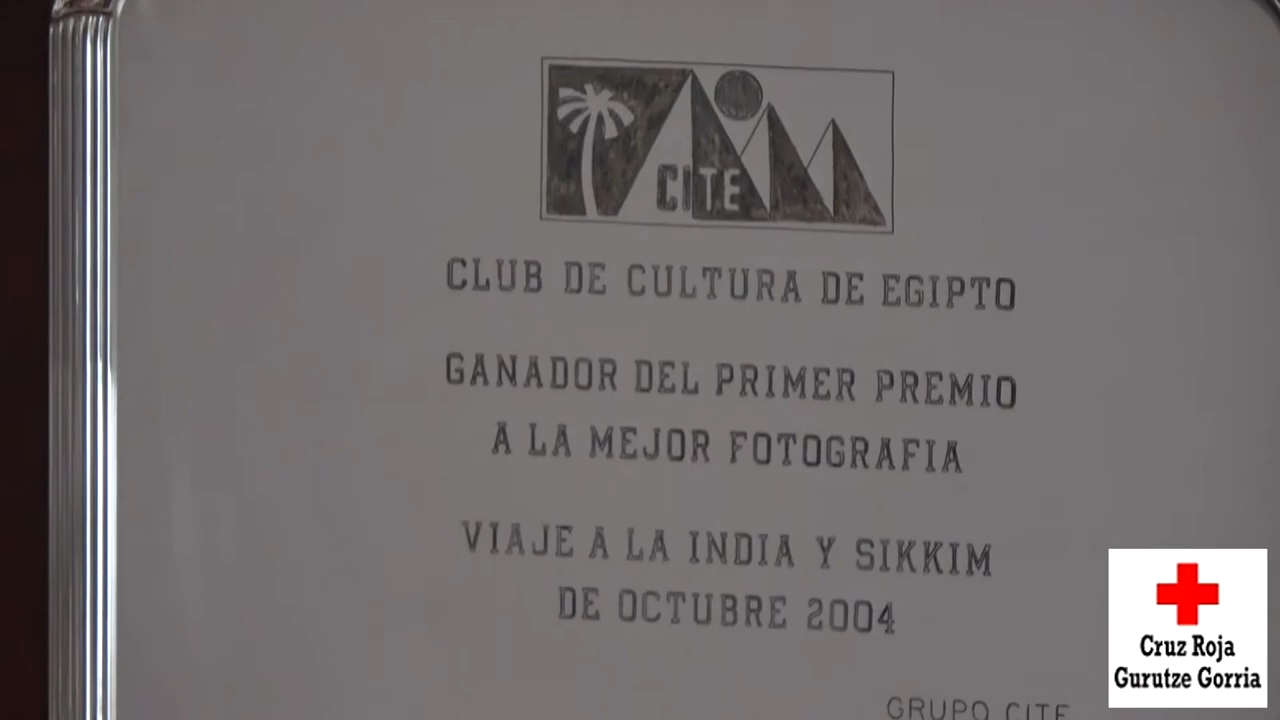 CITE
CLUB DE CULTURA DE EGIPTO
GANADOR DEL PRIMER PREMIO
A LA MEJOR FOTOGRAFIA
VIAJE A LA INDIA Y SIKKIM
DE OCTUBRE 2004
GRUPO CITE
Cruz Roja
Gurutze Gorria